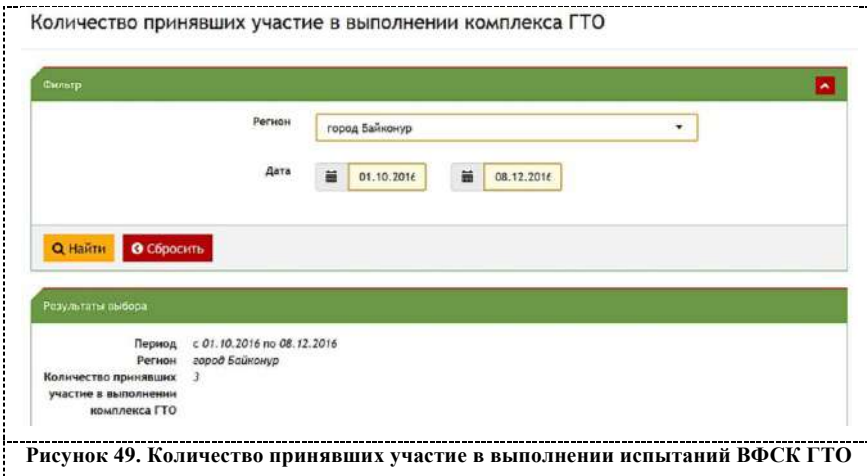 Количество принявших участие в выполнении комплекса ГТО
Фильтр
Регион город Байконур
Дата 01.10.2016 08.12.2016
Найти Сбросить
Результаты выбора
Период с 01.10.2016 по 08.12.2016
Регион город Байконур
Количество принявших 3
участие в выполнении
комплекса ГТО
Рисунок 49. Количество принявших участие в выполнении испытаний ВФСК ГТО